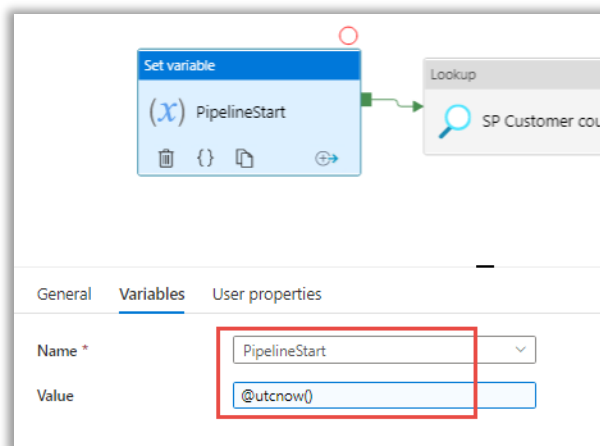 Set variable
(x) PipelineStart
{}
Lookup
SP Customer cou
General Variables User properties
Name *
PipelineStart
Value
@utcnow()